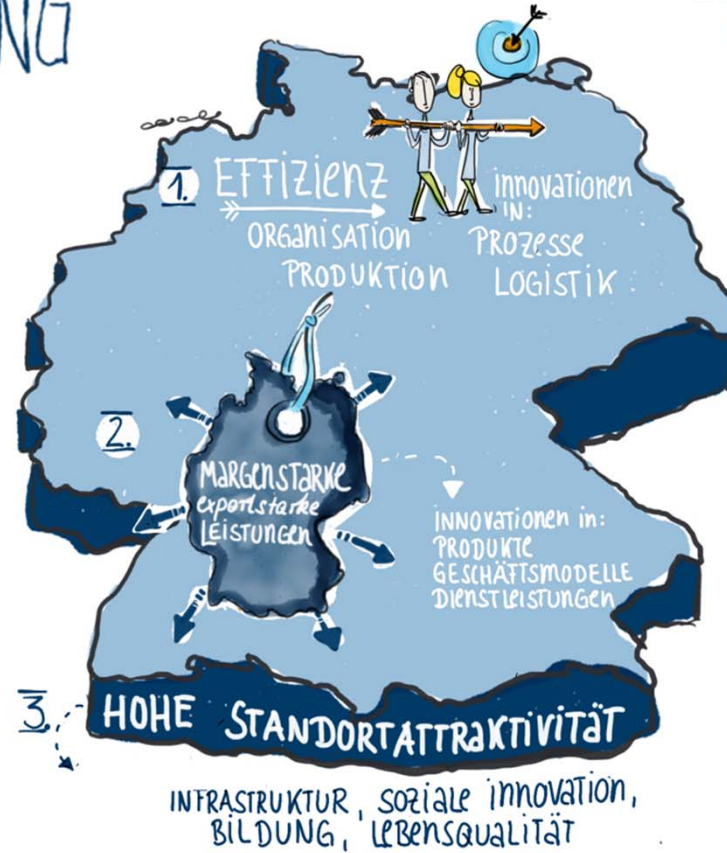 NG
1. EFFIZIENZ
ORGANISATION
PRODUKTION
INNOVATIONEN
IN:
PROZESSE
LOGISTIK
2.
MARGENSTARKE
exportstarke
LEISTUNGEN
INNOVATIONEN in:
PRODUKTE
GESCHÄFTSMODELLE
DIENSTLEISTUNGEN
3. HOHE STANDORTATTRAKTIVITÄT
INFRASTRUKTUR, SOZIALE INNOVATION,
BILDUNG, LEBENSQUALITÄT